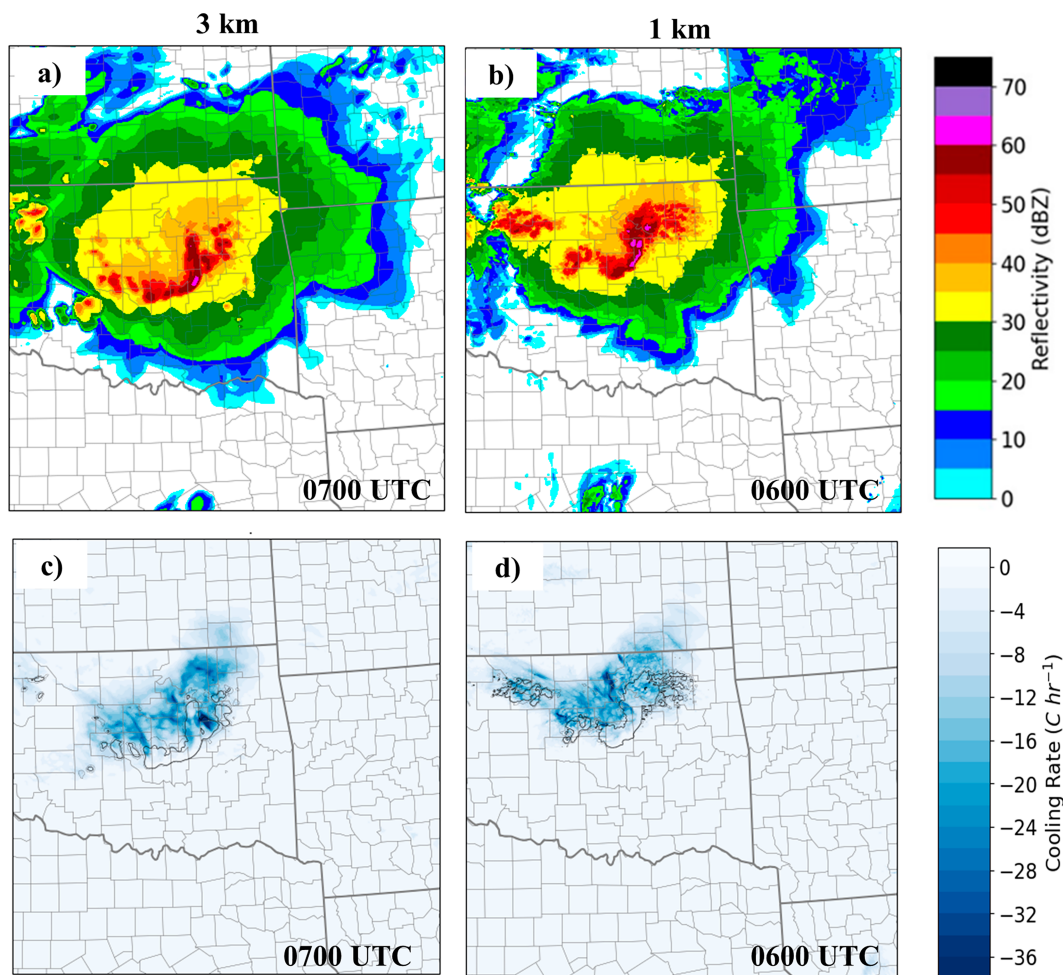 3 km
1 km
a)
b)
0700 UTC
0600 UTC
70
60
50
40
30
20
10
0
Reflectivity (dBZ)
c)
d)
0700 UTC
0600 UTC
0
−4
−8
−12
−16
−20
−24
−28
−32
−36
Cooling Rate (C hr⁻¹)